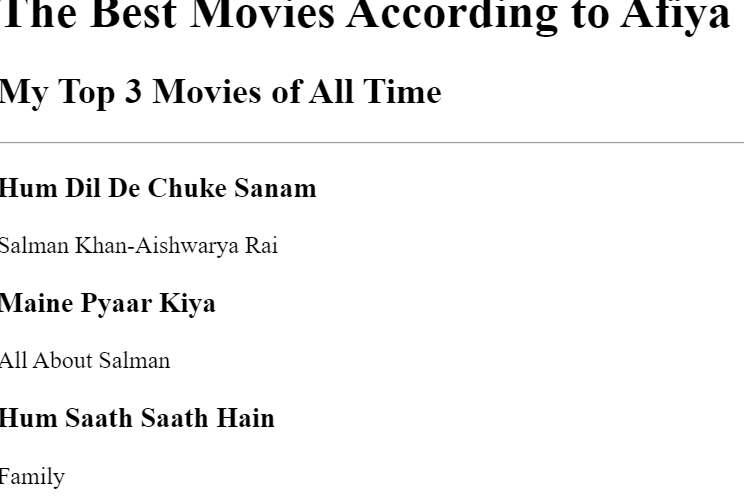 The Best Movies According to Afiya
My Top 3 Movies of All Time
Hum Dil De Chuke Sanam
Salman Khan-Aishwarya Rai
Maine Pyaar Kiya
All About Salman
Hum Saath Saath Hain
Family